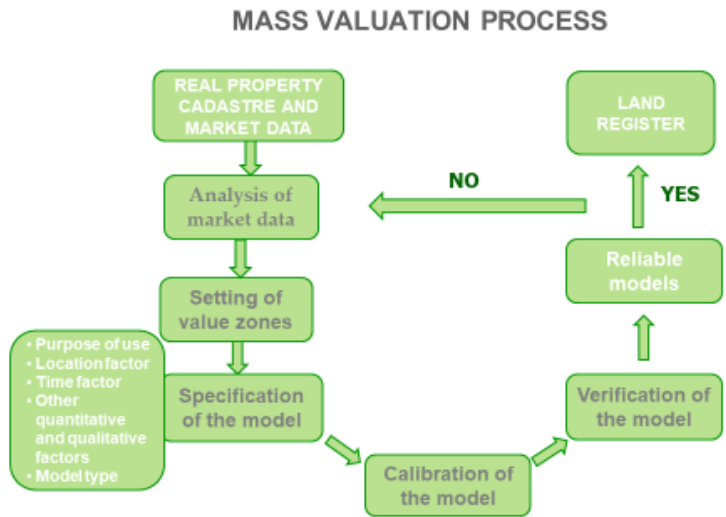 MASS VALUATION PROCESS
REAL PROPERTY
CADASTRE AND
MARKET DATA
LAND
REGISTER
Analysis of
market data
NO
YES
Reliable
models
Setting of
value zones
• Purpose of use
• Location factor
• Time factor
• Other
quantitative
and qualitative
factors
• Model type
Specification
of the model
Verification of
the model
Calibration of
the model